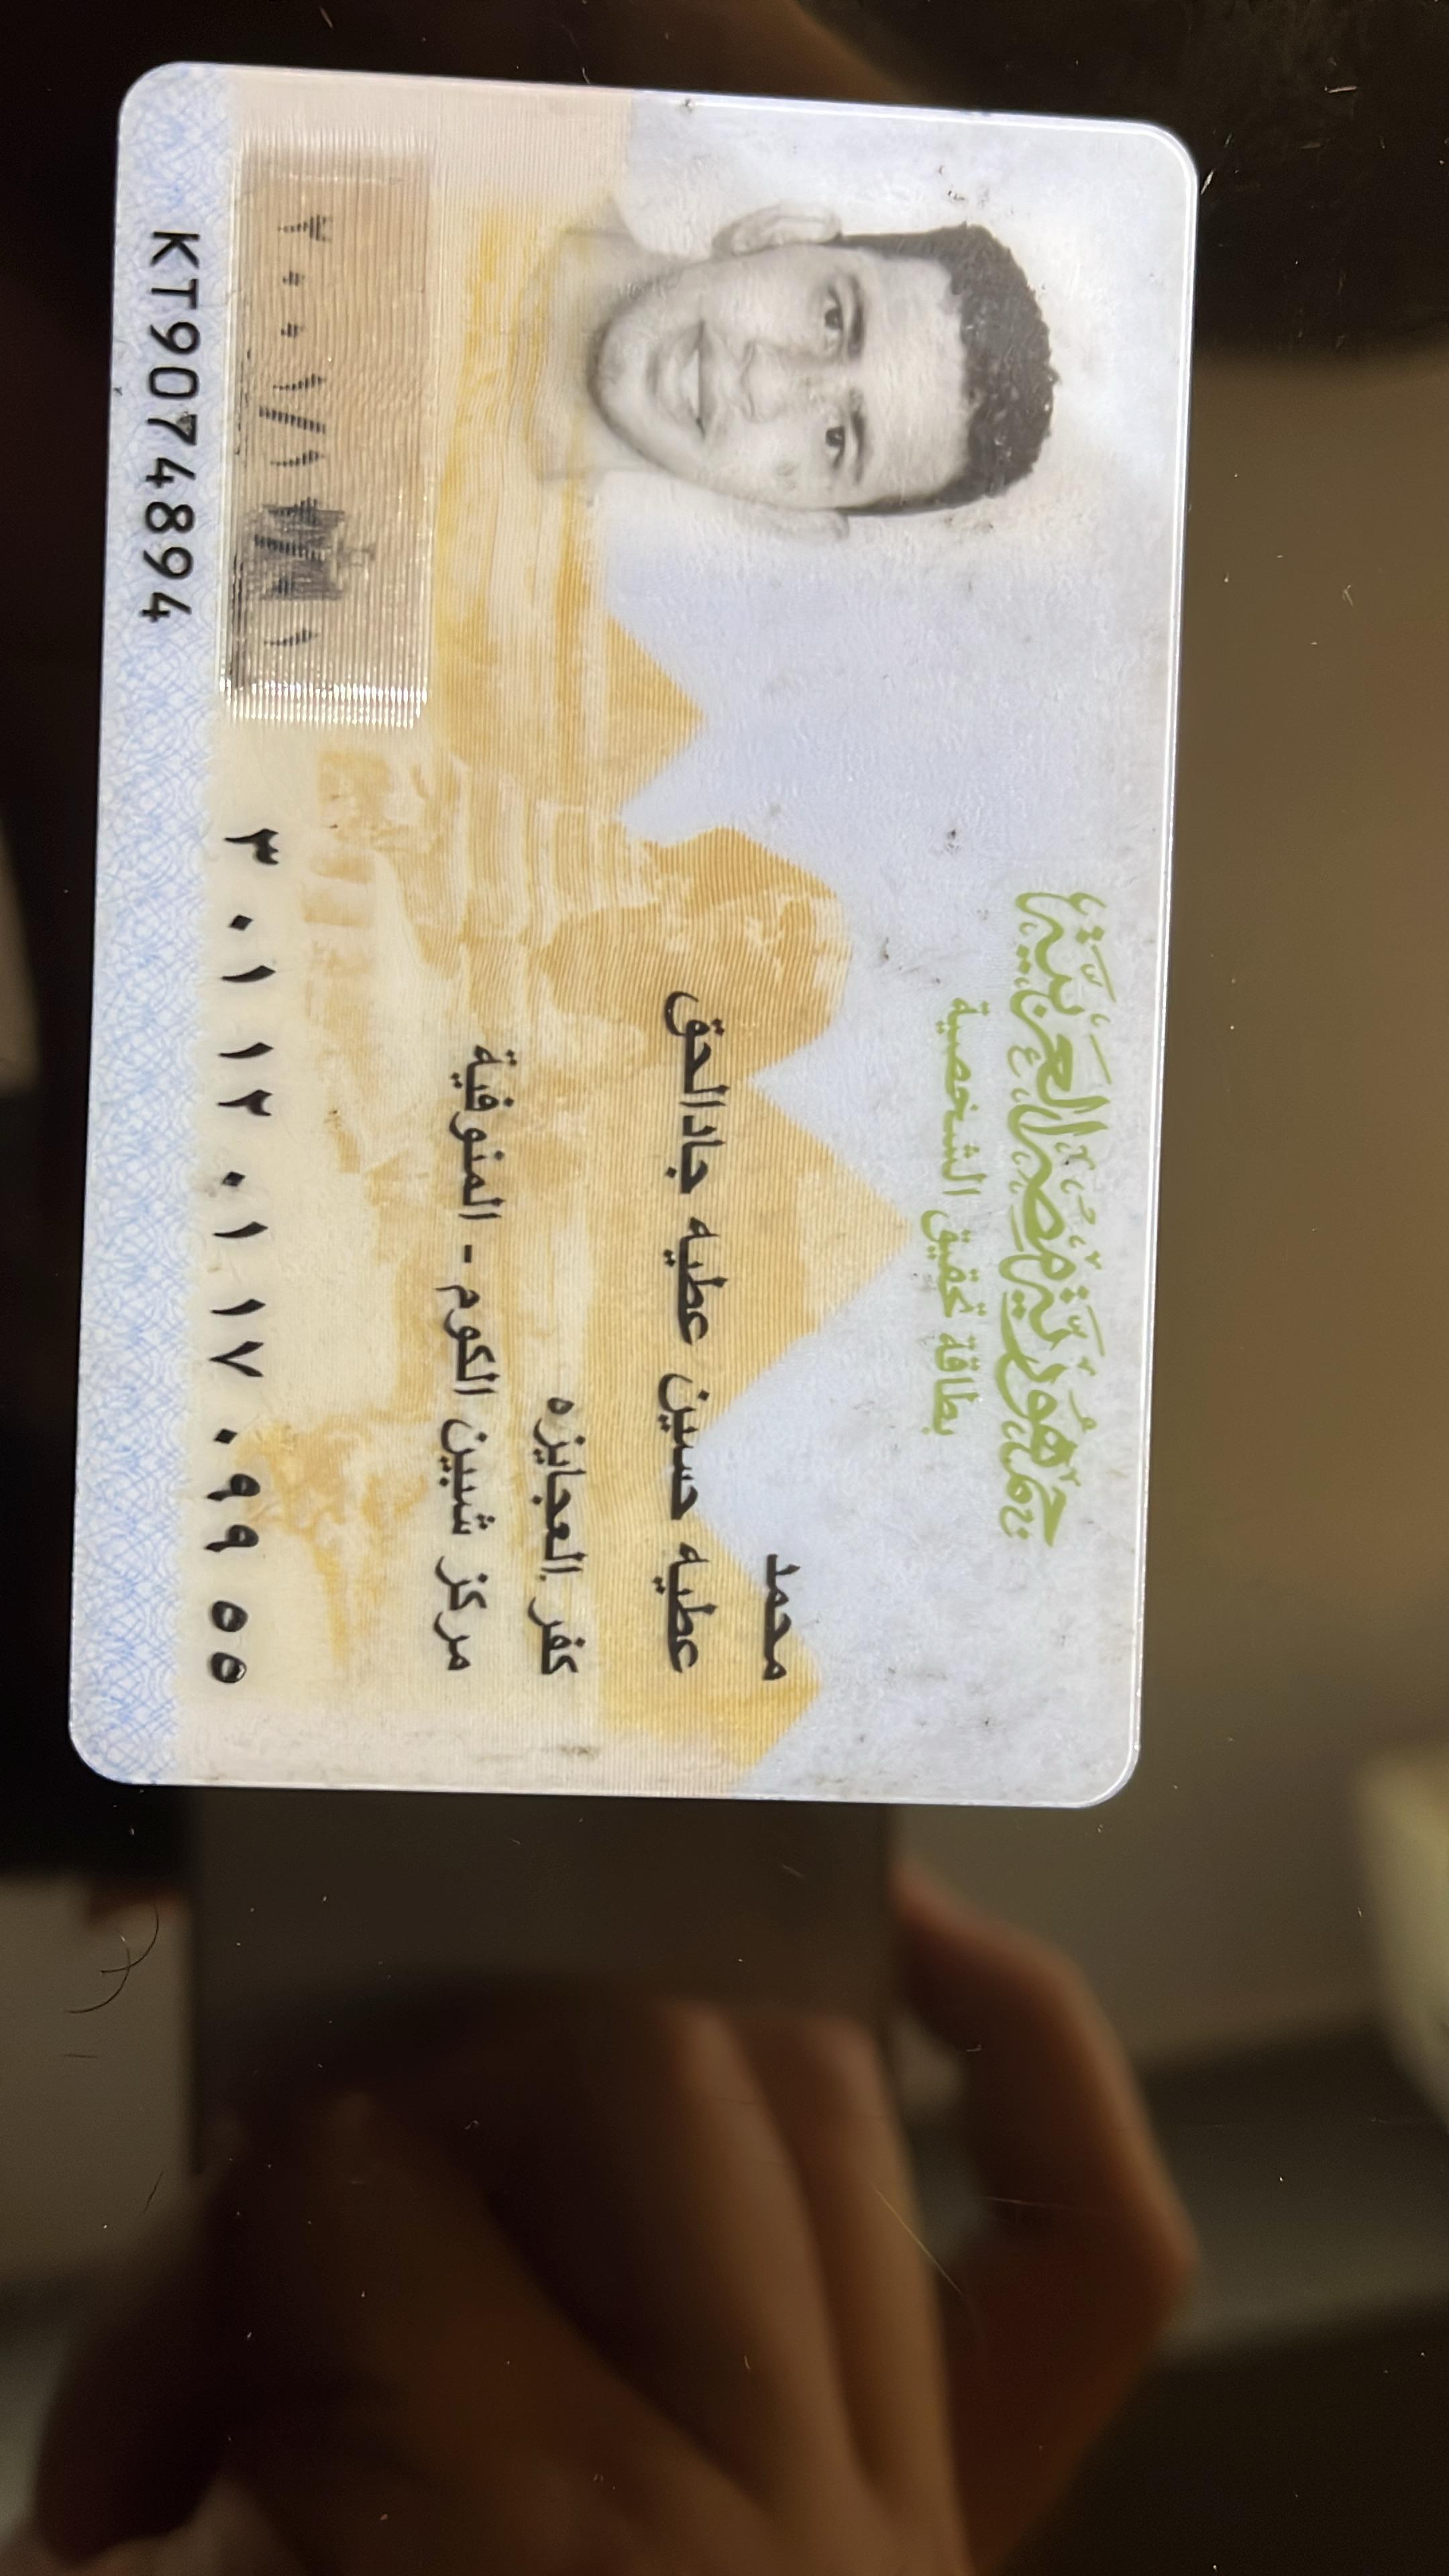 جمهورية مصر العربية
بطاقة تحقيق الشخصية
محمد
عطيه حسين عطيه جادالحق
كفر العجايزه
مركز شبين الكوم - المنوفية
٣٠١١٢٠١١٧٠٩٩٥٥
KT9074894